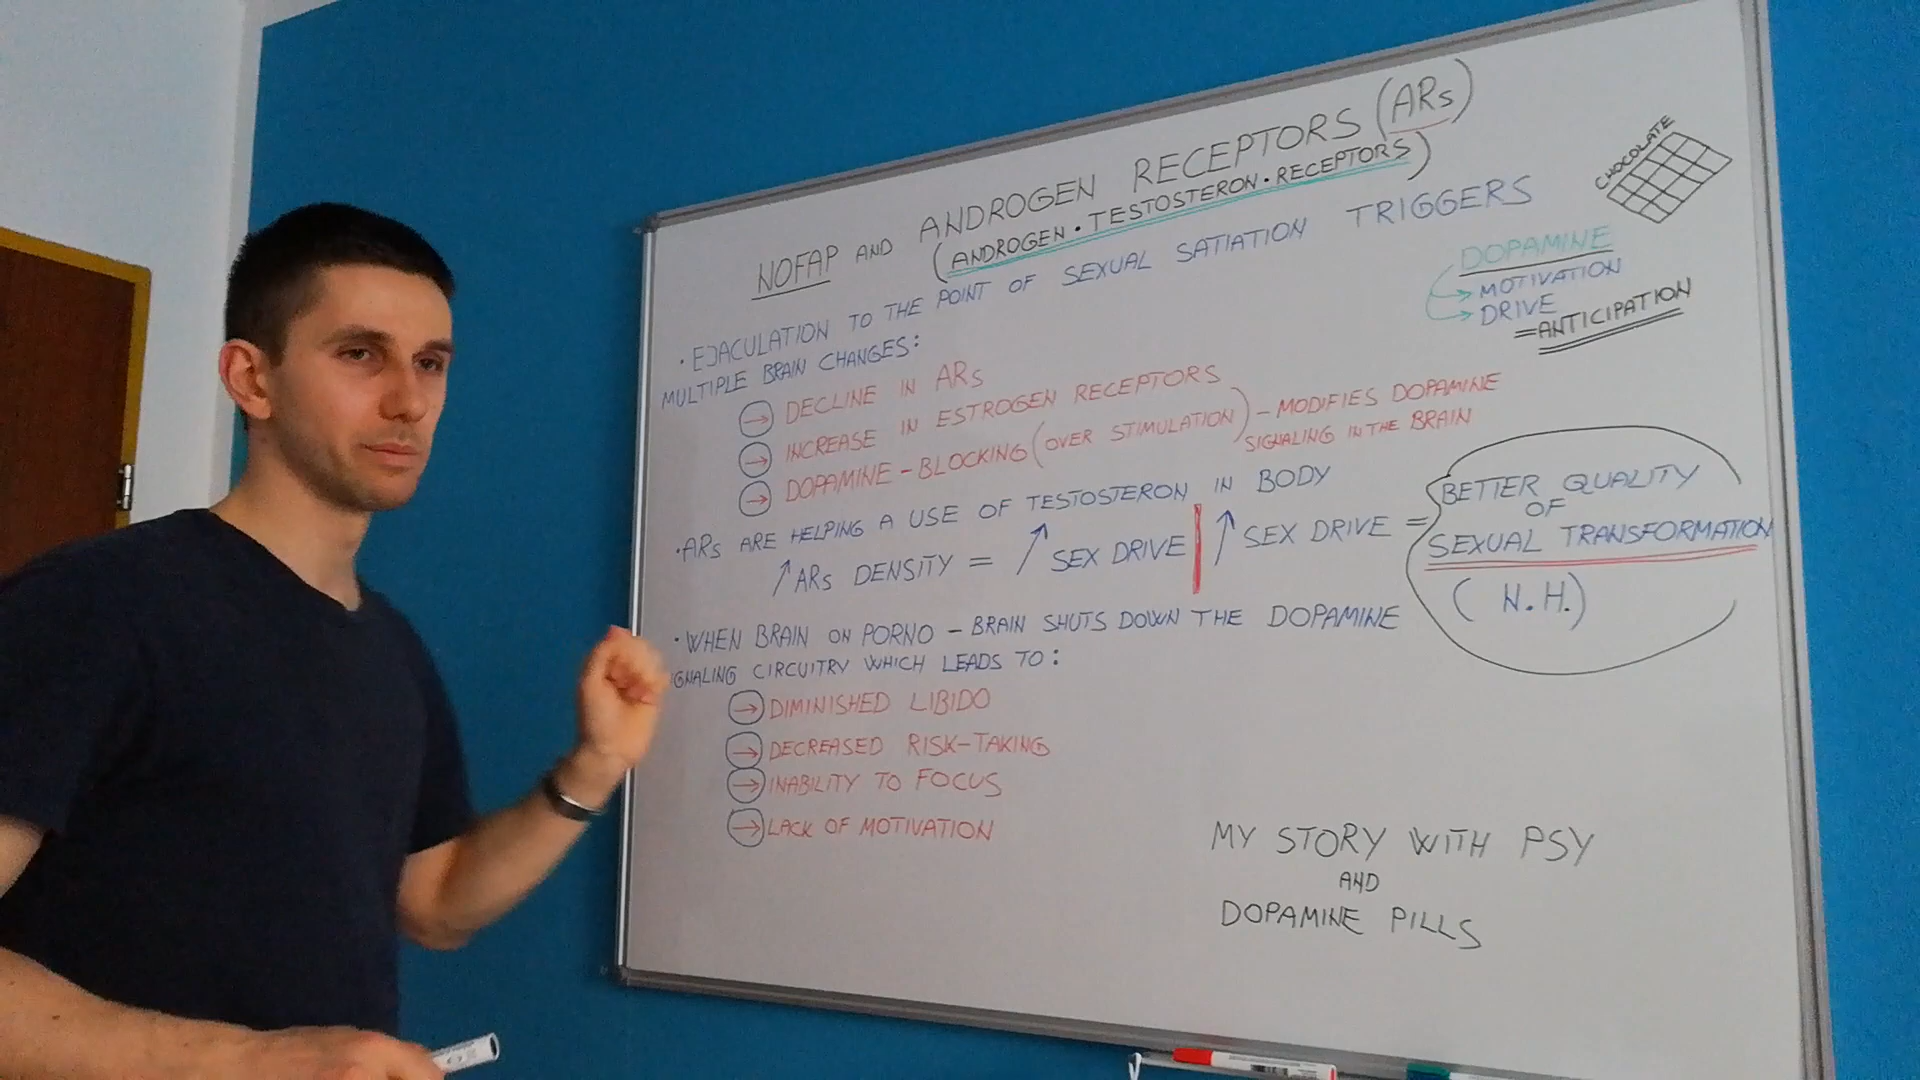 NOFAP AND ANDROGEN RECEPTORS (ARs)
(ANDROGEN • TESTOSTERON • RECEPTORS)
• EJACULATION TO THE POINT OF SEXUAL SATIATION TRIGGERS
MULTIPLE BRAIN CHANGES:
→ DECLINE IN ARs
→ INCREASE IN ESTROGEN RECEPTORS
→ DOPAMINE - BLOCKING (OVER STIMULATION) - MODIFIES DOPAMINE
SIGNALING IN THE BRAIN
• ARs ARE HELPING A USE OF TESTOSTERON IN BODY
↑ ARs DENSITY = ↑ SEX DRIVE | ↑ SEX DRIVE =
BETTER QUALITY
OF
SEXUAL TRANSFORMATION
(N.H.)
• WHEN BRAIN ON PORNO - BRAIN SHUTS DOWN THE DOPAMINE
GNALING CIRCUITRY WHICH LEADS TO:
→ DIMINISHED LIBIDO
→ DECREASED RISK-TAKING
→ INABILITY TO FOCUS
→ LACK OF MOTIVATION
CHOCOLATE
DOPAMINE
→ MOTIVATION
→ DRIVE
= ANTICIPATION
MY STORY WITH PSY
AND
DOPAMINE PILLS